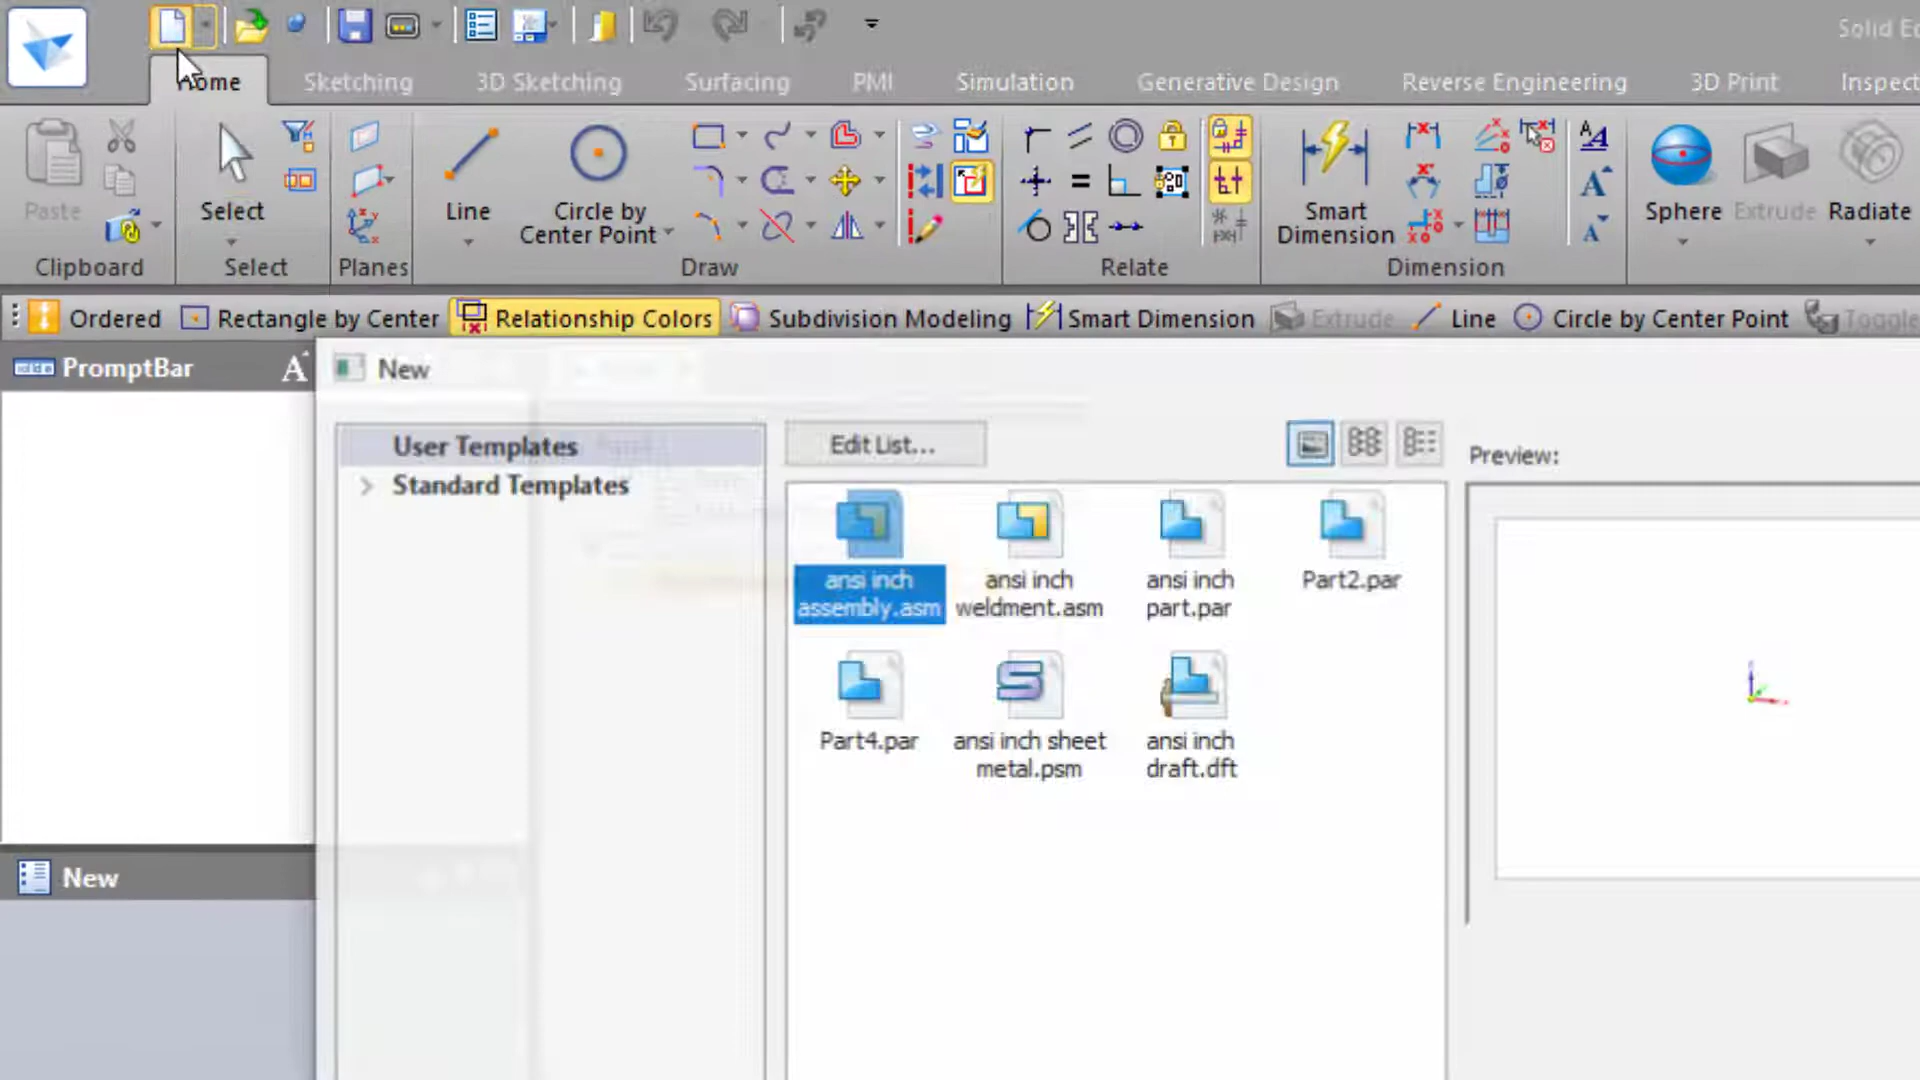 Solid Ed
Home
Sketching
3D Sketching
Surfacing
PMI
Simulation
Generative Design
Reverse Engineering
3D Print
Inspect
Paste
Select
Line
Circle by
Center Point
Smart
Dimension
Sphere
Extrude
Radiate
Clipboard
Select
Planes
Draw
Relate
Dimension
Ordered
Rectangle by Center
Relationship Colors
Subdivision Modeling
Smart Dimension
Extrude
Line
Circle by Center Point
Toggle
PromptBar
New
User Templates
Standard Templates
Edit List...
Preview:
ansi inch
assembly.asm
ansi inch
weldment.asm
ansi inch
part.par
Part2.par
Part4.par
ansi inch sheet
metal.psm
ansi inch
draft.dft
New